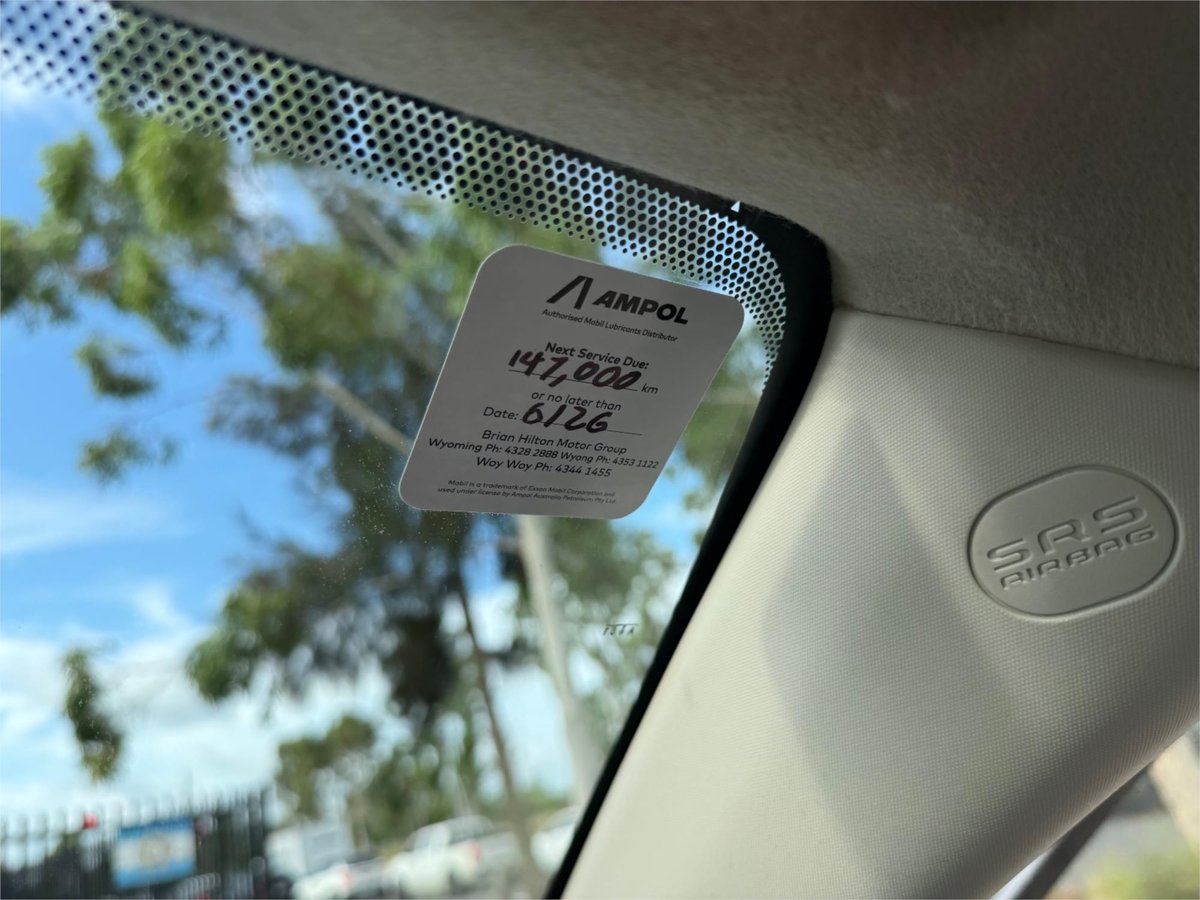 AMPOL
Authorised Mobil Lubricants Distributor
Next Service Due:
147,000 km
or no later than
Date: 6/26
Brian Hilton Motor Group
Wyoming Ph: 4328 2888 Wyong Ph: 4353 1122
Woy Woy Ph: 4344 1455
Mobil is a trademark of Exxon Mobil Corporation and
used under license by Ampol Australia Petroleum Pty Ltd.
SRS
AIRBAG